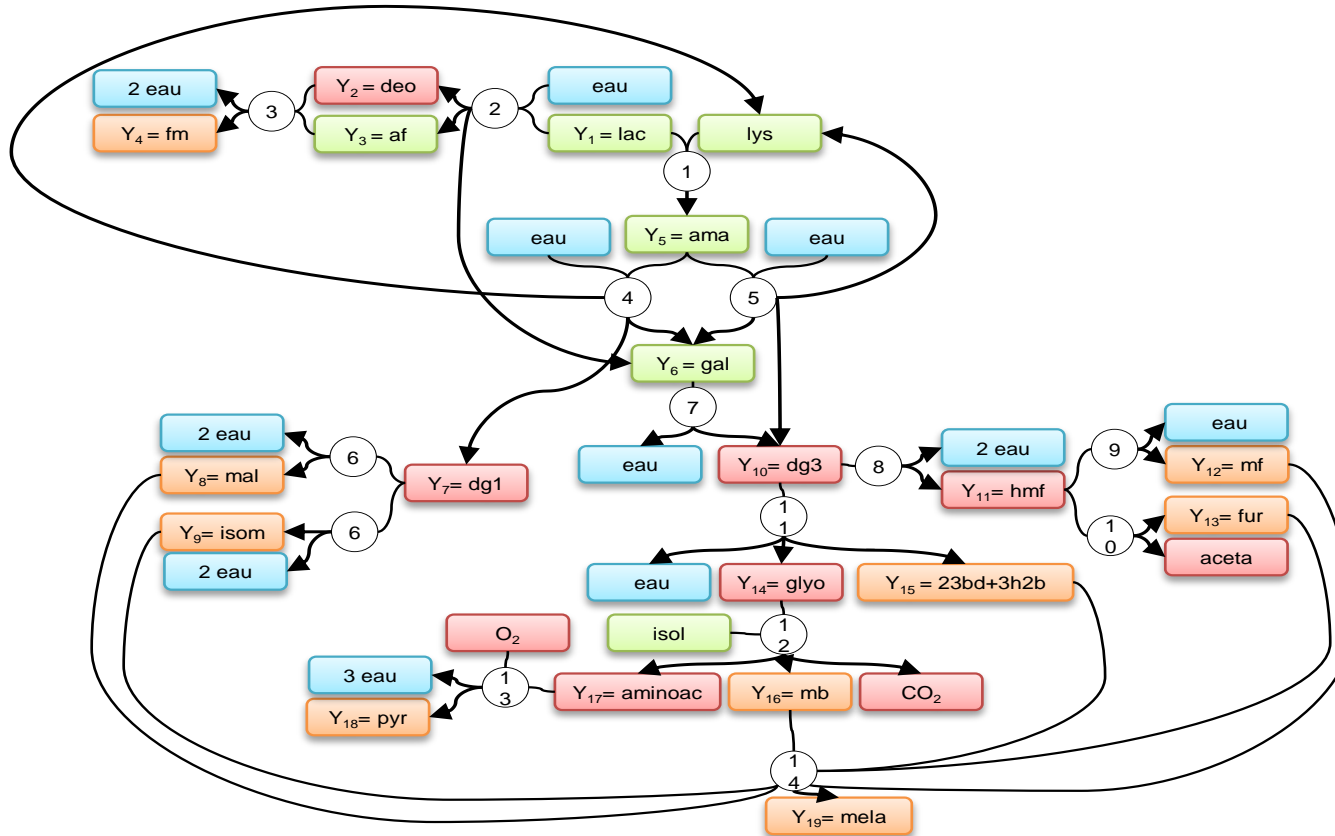 2 eau
Y2 = deo
eau
3
2
Y4 = fm
Y3 = af
Y1 = lac
lys
1
eau
Y5 = ama
eau
4
5
Y6 = gal
7
2 eau
6
Y8 = mal
eau
Y10= dg3
8
2 eau
9
eau
Y12= mf
Y7= dg1
Y11= hmf
Y9= isom
6
2 eau
1
1
1
0
Y13= fur
aceta
eau
Y14= glyo
Y15 = 23bd+3h2b
O2
isol
1
2
3 eau
1
3
Y18= pyr
Y17= aminoac
Y16= mb
CO2
1
4
Y19= mela